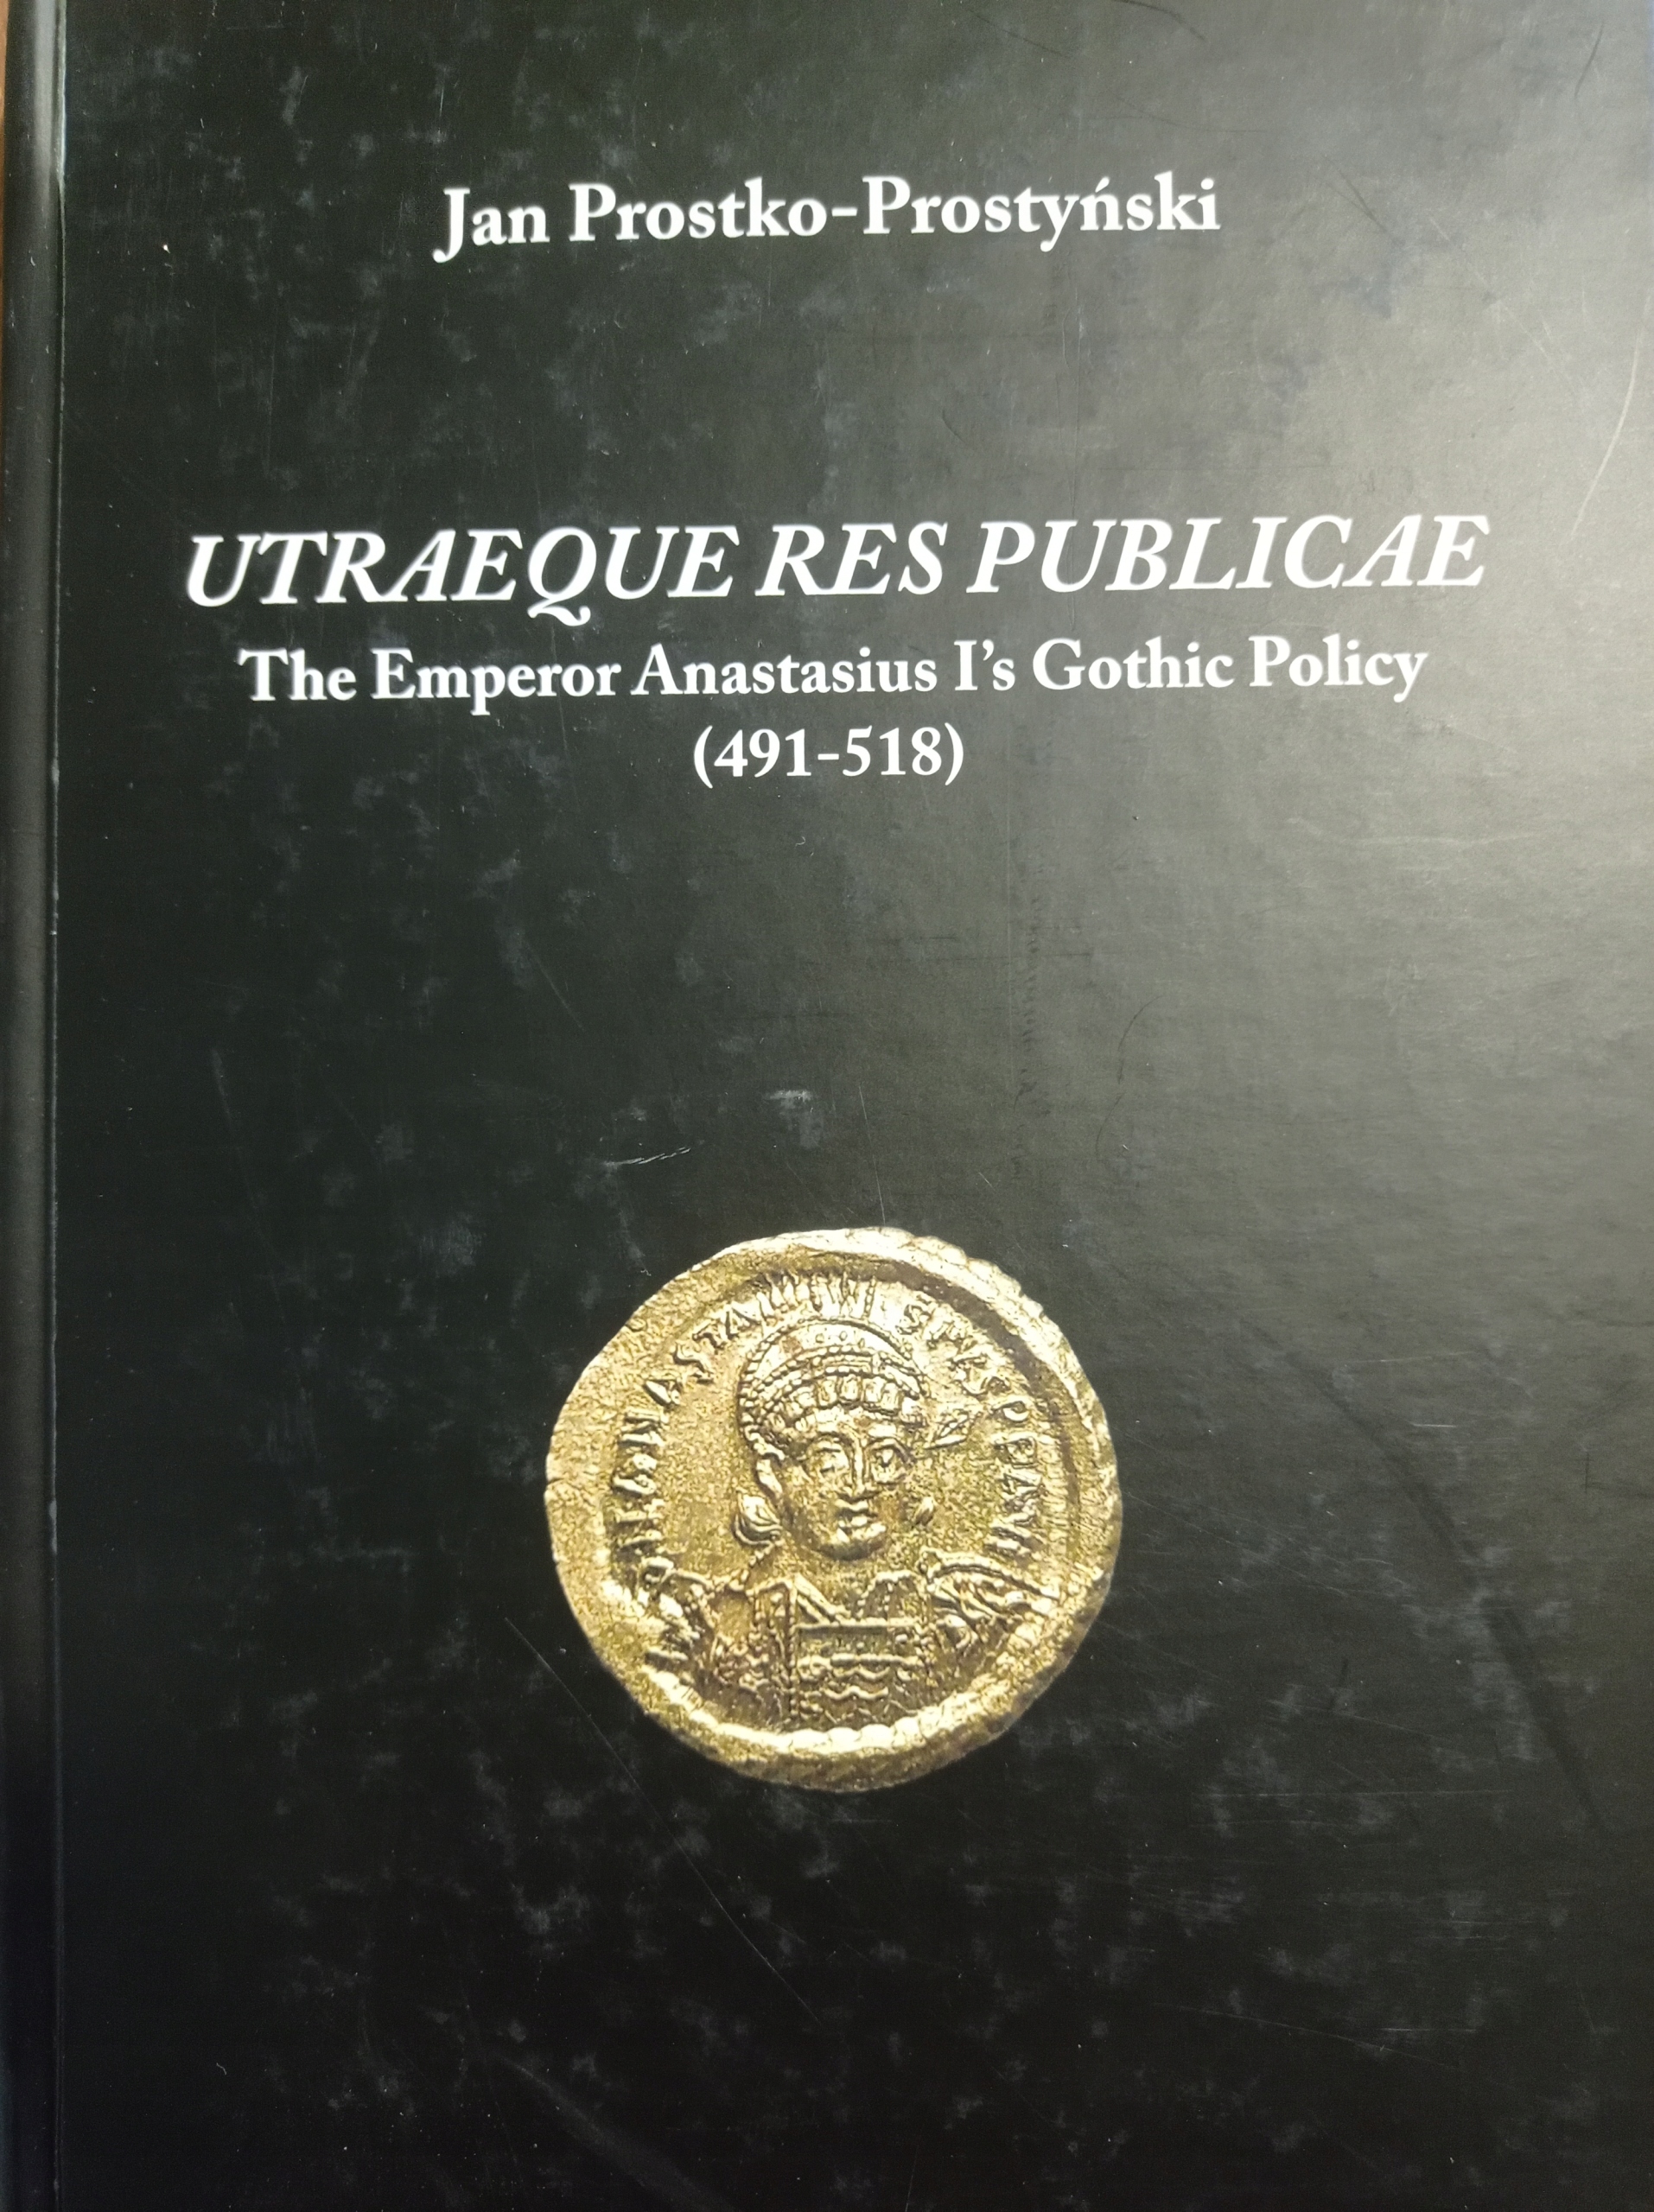 Jan Prostko-Prostyński
UTRAEQUE RES PUBLICAE
The Emperor Anastasius I's Gothic Policy
(491-518)